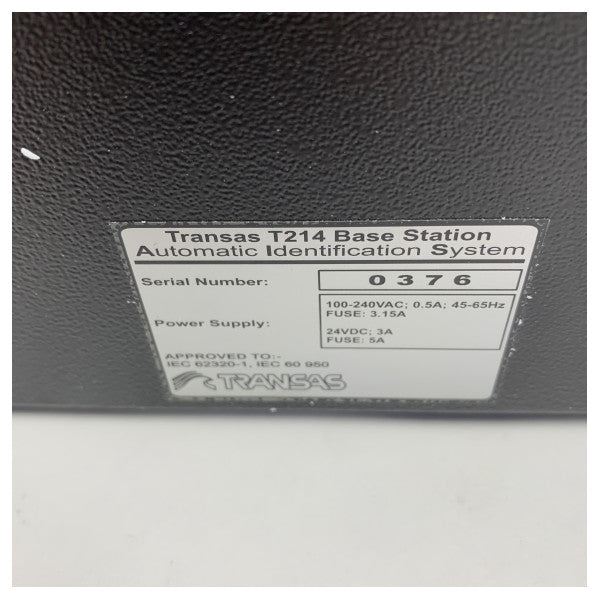 Transas T214 Base Station
Automatic Identification System
Serial Number: 0376
Power Supply:
100-240VAC; 0.5A; 45-65Hz
FUSE: 3.15A
24VDC; 3A
FUSE: 5A
APPROVED TO:-
IEC 62320-1, IEC 60 950
TRANSAS